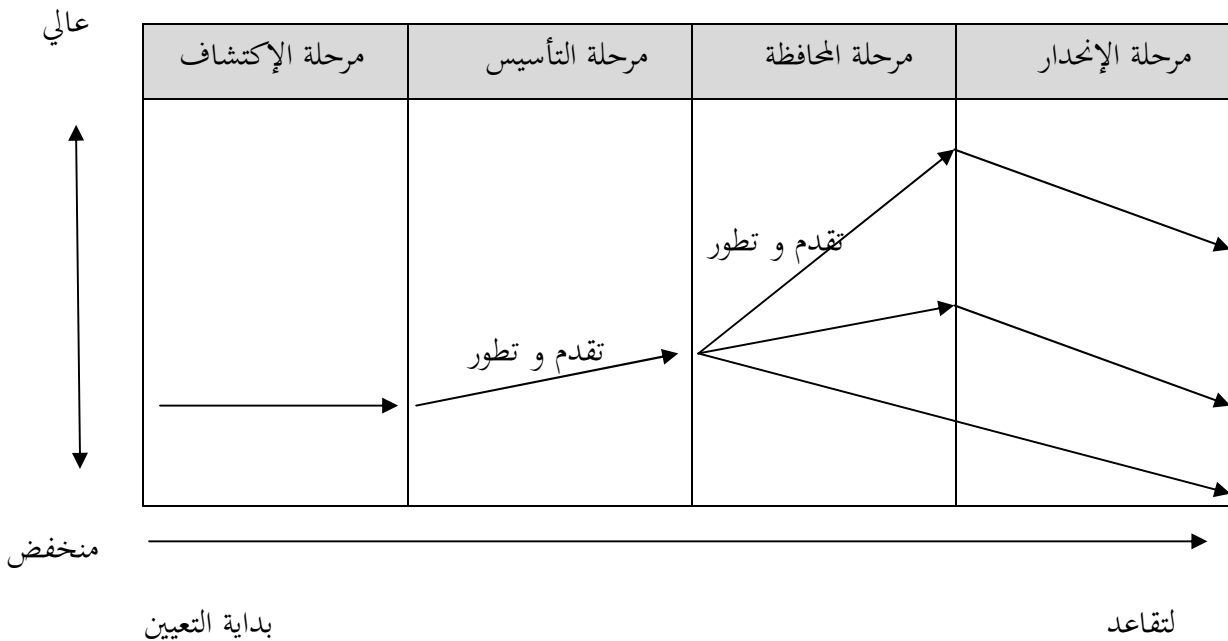 عالي
مرحلة الإكتشاف
مرحلة التأسيس
مرحلة المحافظة
مرحلة الإنحدار
تقدم و تطور
تقدم و تطور
منخفض
بداية التعيين
لتقاعد